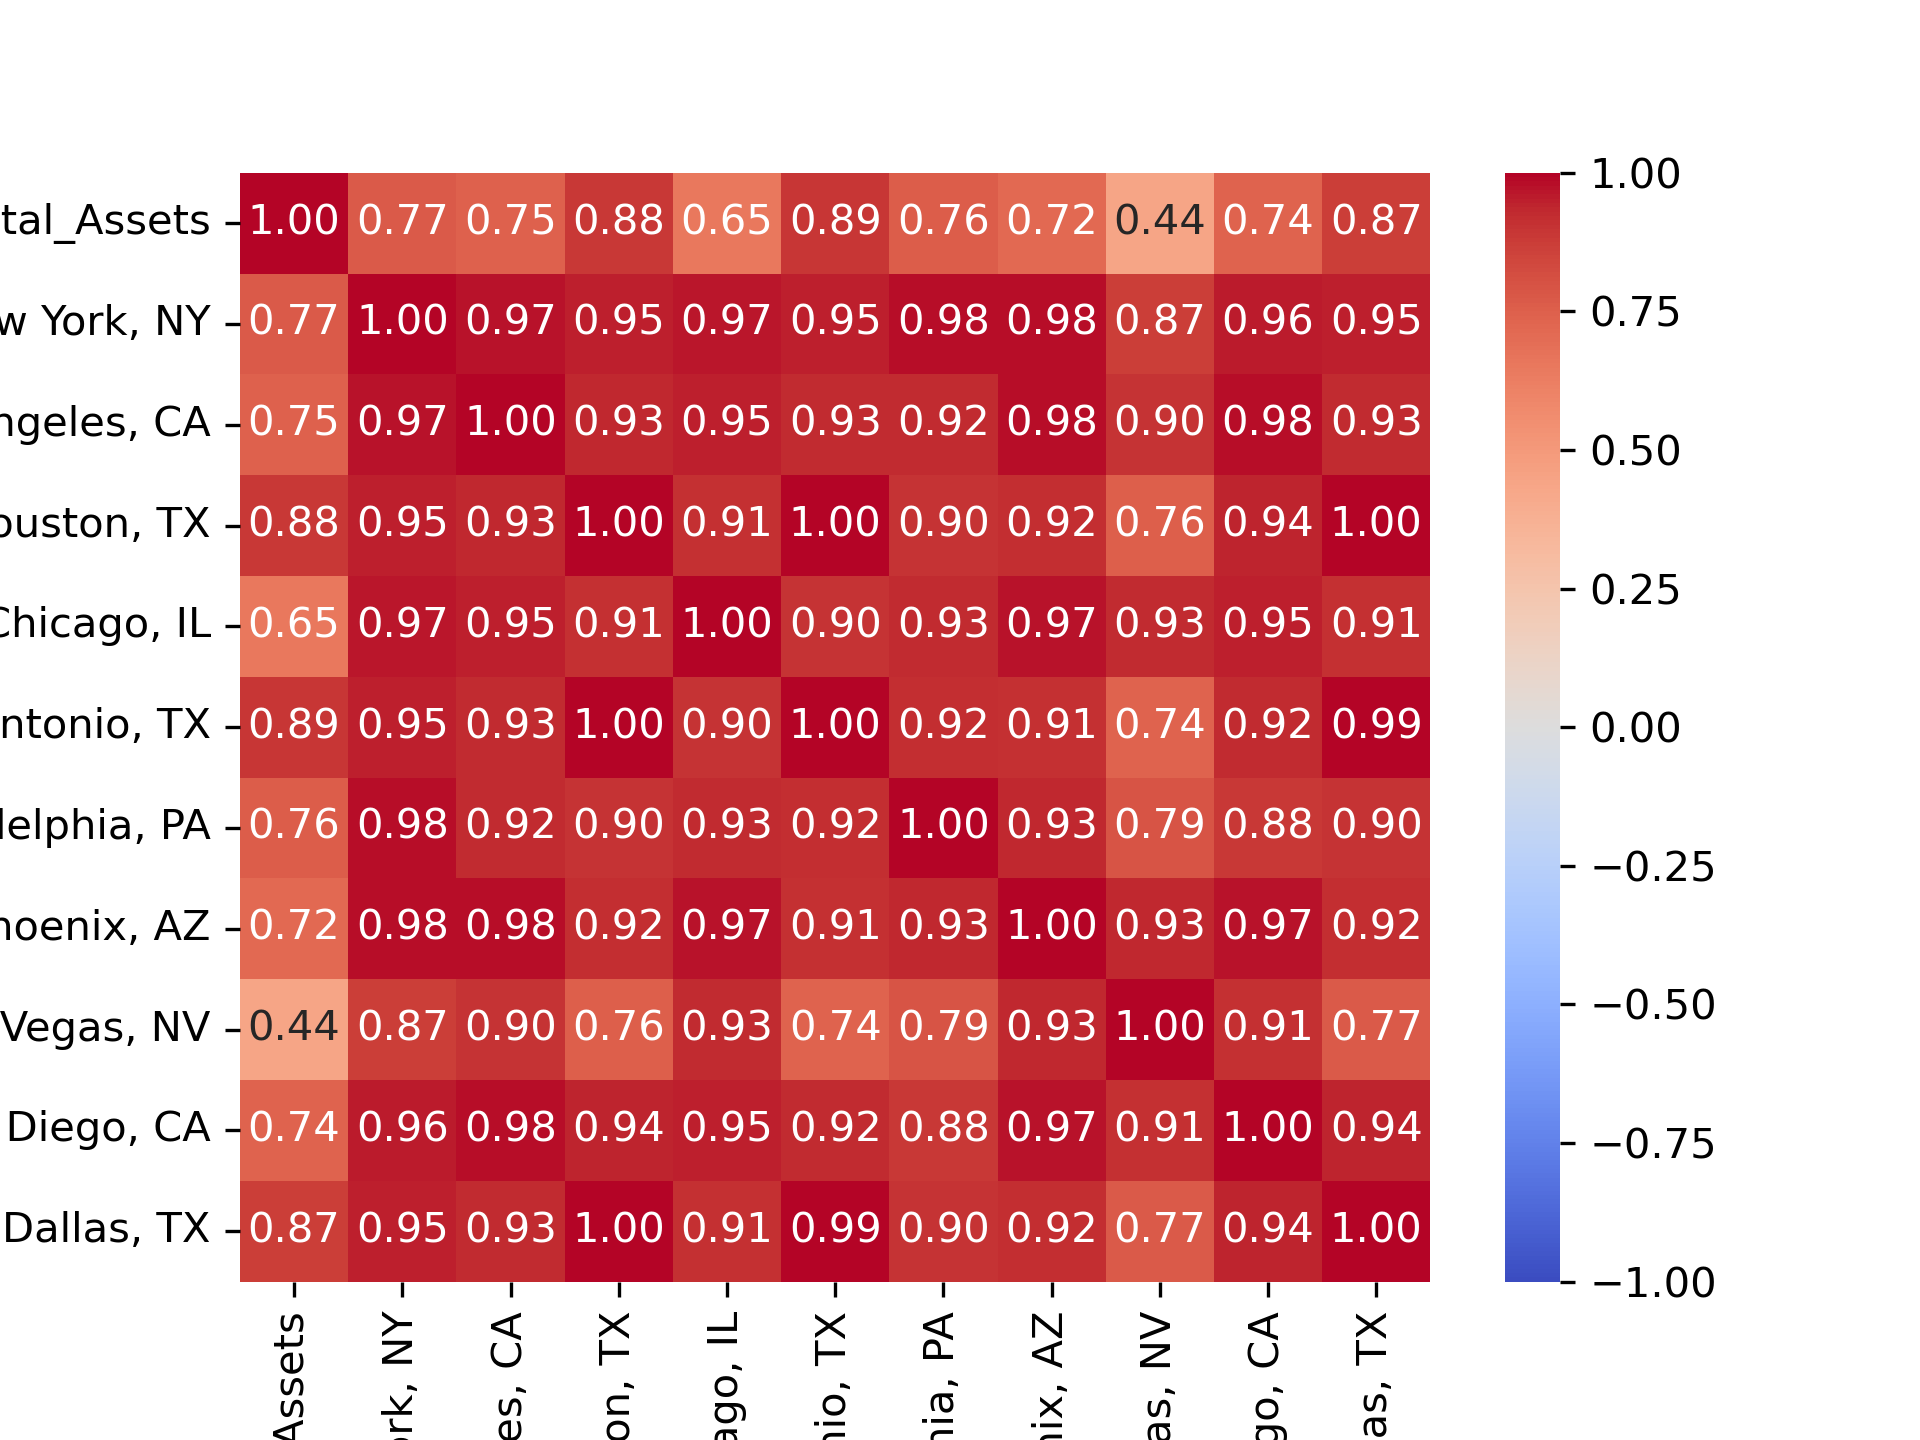 tal_Assets 1.00 0.77 0.75 0.88 0.65 0.89 0.76 0.72 0.44 0.74 0.87
w York, NY 0.77 1.00 0.97 0.95 0.97 0.95 0.98 0.98 0.87 0.96 0.95
ngeles, CA 0.75 0.97 1.00 0.93 0.95 0.93 0.92 0.98 0.90 0.98 0.93
ouston, TX 0.88 0.95 0.93 1.00 0.91 1.00 0.90 0.92 0.76 0.94 1.00
Chicago, IL 0.65 0.97 0.95 0.91 1.00 0.90 0.93 0.97 0.93 0.95 0.91
ntonio, TX 0.89 0.95 0.93 1.00 0.90 1.00 0.92 0.91 0.74 0.92 0.99
delphia, PA 0.76 0.98 0.92 0.90 0.93 0.92 1.00 0.93 0.79 0.88 0.90
hoenix, AZ 0.72 0.98 0.98 0.92 0.97 0.91 0.93 1.00 0.93 0.97 0.92
Vegas, NV 0.44 0.87 0.90 0.76 0.93 0.74 0.79 0.93 1.00 0.91 0.77
Diego, CA 0.74 0.96 0.98 0.94 0.95 0.92 0.88 0.97 0.91 1.00 0.94
Dallas, TX 0.87 0.95 0.93 1.00 0.91 0.99 0.90 0.92 0.77 0.94 1.00
Assets
ork, NY
es, CA
on, TX
ago, IL
nio, TX
hia, PA
nix, AZ
as, NV
go, CA
as, TX
1.00
0.75
0.50
0.25
0.00
−0.25
−0.50
−0.75
−1.00